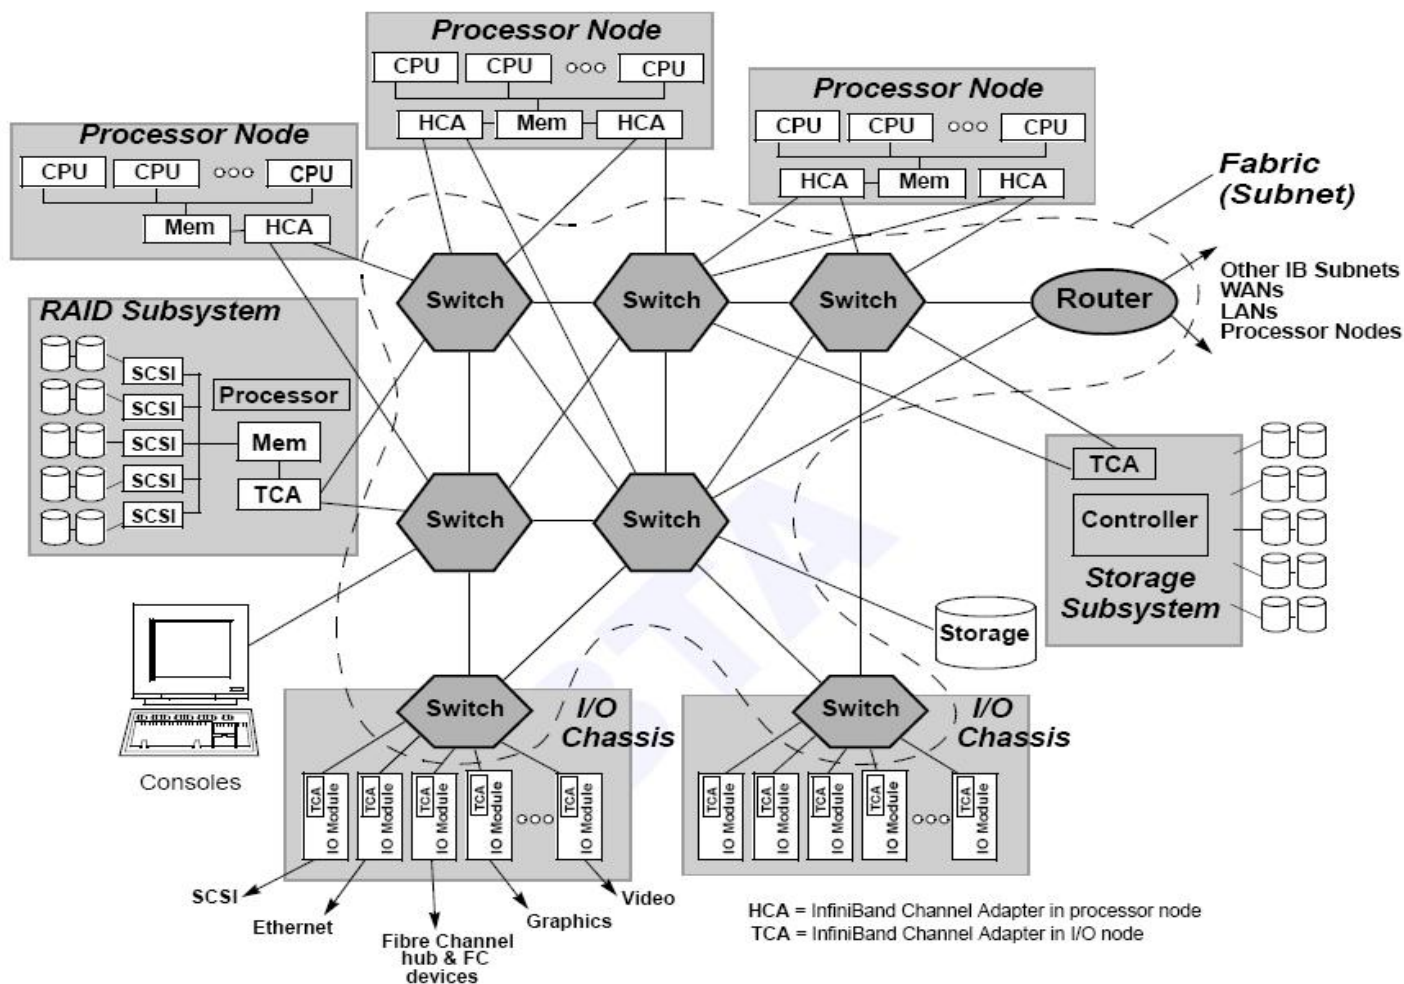 Processor Node
CPU CPU CPU
HCA Mem HCA
Processor Node
CPU CPU CPU
HCA Mem HCA
Processor Node
CPU CPU CPU
Mem HCA
Fabric
(Subnet)
Switch Switch Switch Router
Other IB Subnets
WANs
LANs
Processor Nodes
RAID Subsystem
SCSI
SCSI
SCSI
SCSI
SCSI
Processor
Mem
TCA
Switch Switch
TCA
Controller
Storage
Subsystem
Storage
Consoles
Switch
I/O
Chassis
TCA IO Module
TCA IO Module
TCA IO Module
TCA IO Module
TCA IO Module
SCSI
Ethernet
Fibre Channel
hub & FC
devices
Graphics
Video
Switch
I/O
Chassis
TCA IO Module
TCA IO Module
TCA IO Module
TCA IO Module
TCA IO Module
HCA = InfiniBand Channel Adapter in processor node
TCA = InfiniBand Channel Adapter in I/O node